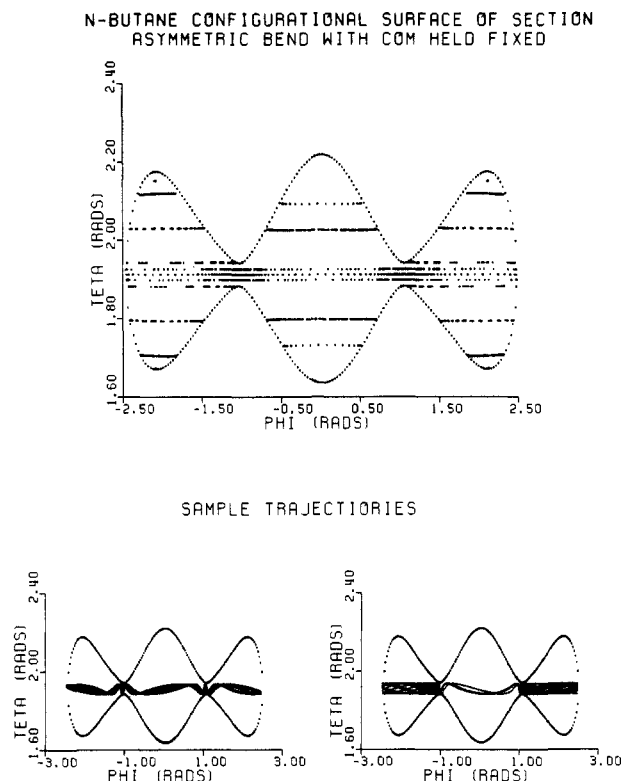 N-BUTANE CONFIGURATIONAL SURFACE OF SECTION
ASYMMETRIC BEND WITH COM HELD FIXED
TETA (RADS)
2.40
2.20
2.00
1.80
1.60
-2.50 -1.50 -0.50 0.50 1.50 2.50
PHI (RADS)
SAMPLE TRAJECTIORIES
TETA (RADS)
2.40
2.00
1.60
-3.00 -1.00 1.00 3.00
PHI (RADS)
TETA (RADS)
2.40
2.00
1.60
-3.00 -1.00 1.00 3.00
PHI (RADS)